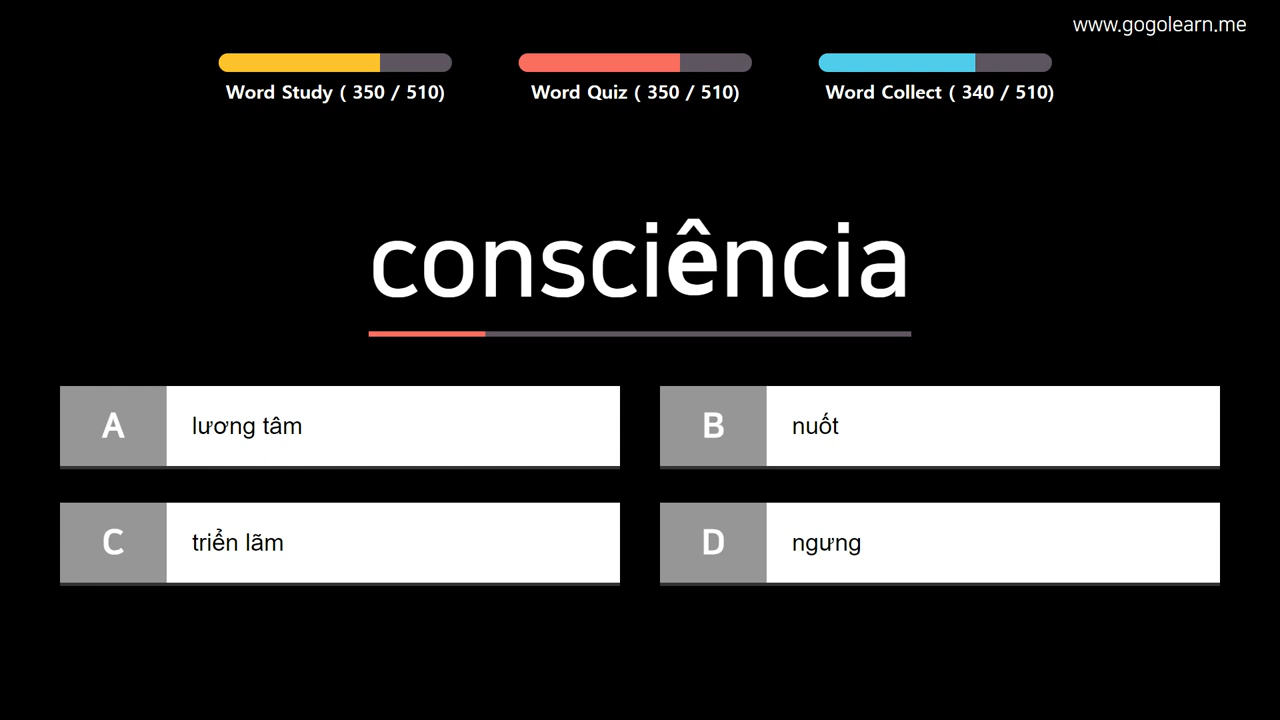 www.gogolearn.me
Word Study ( 350 / 510)
Word Quiz ( 350 / 510)
Word Collect ( 340 / 510)
consciência
A
lương tâm
B
nuốt
C
triển lãm
D
ngưng